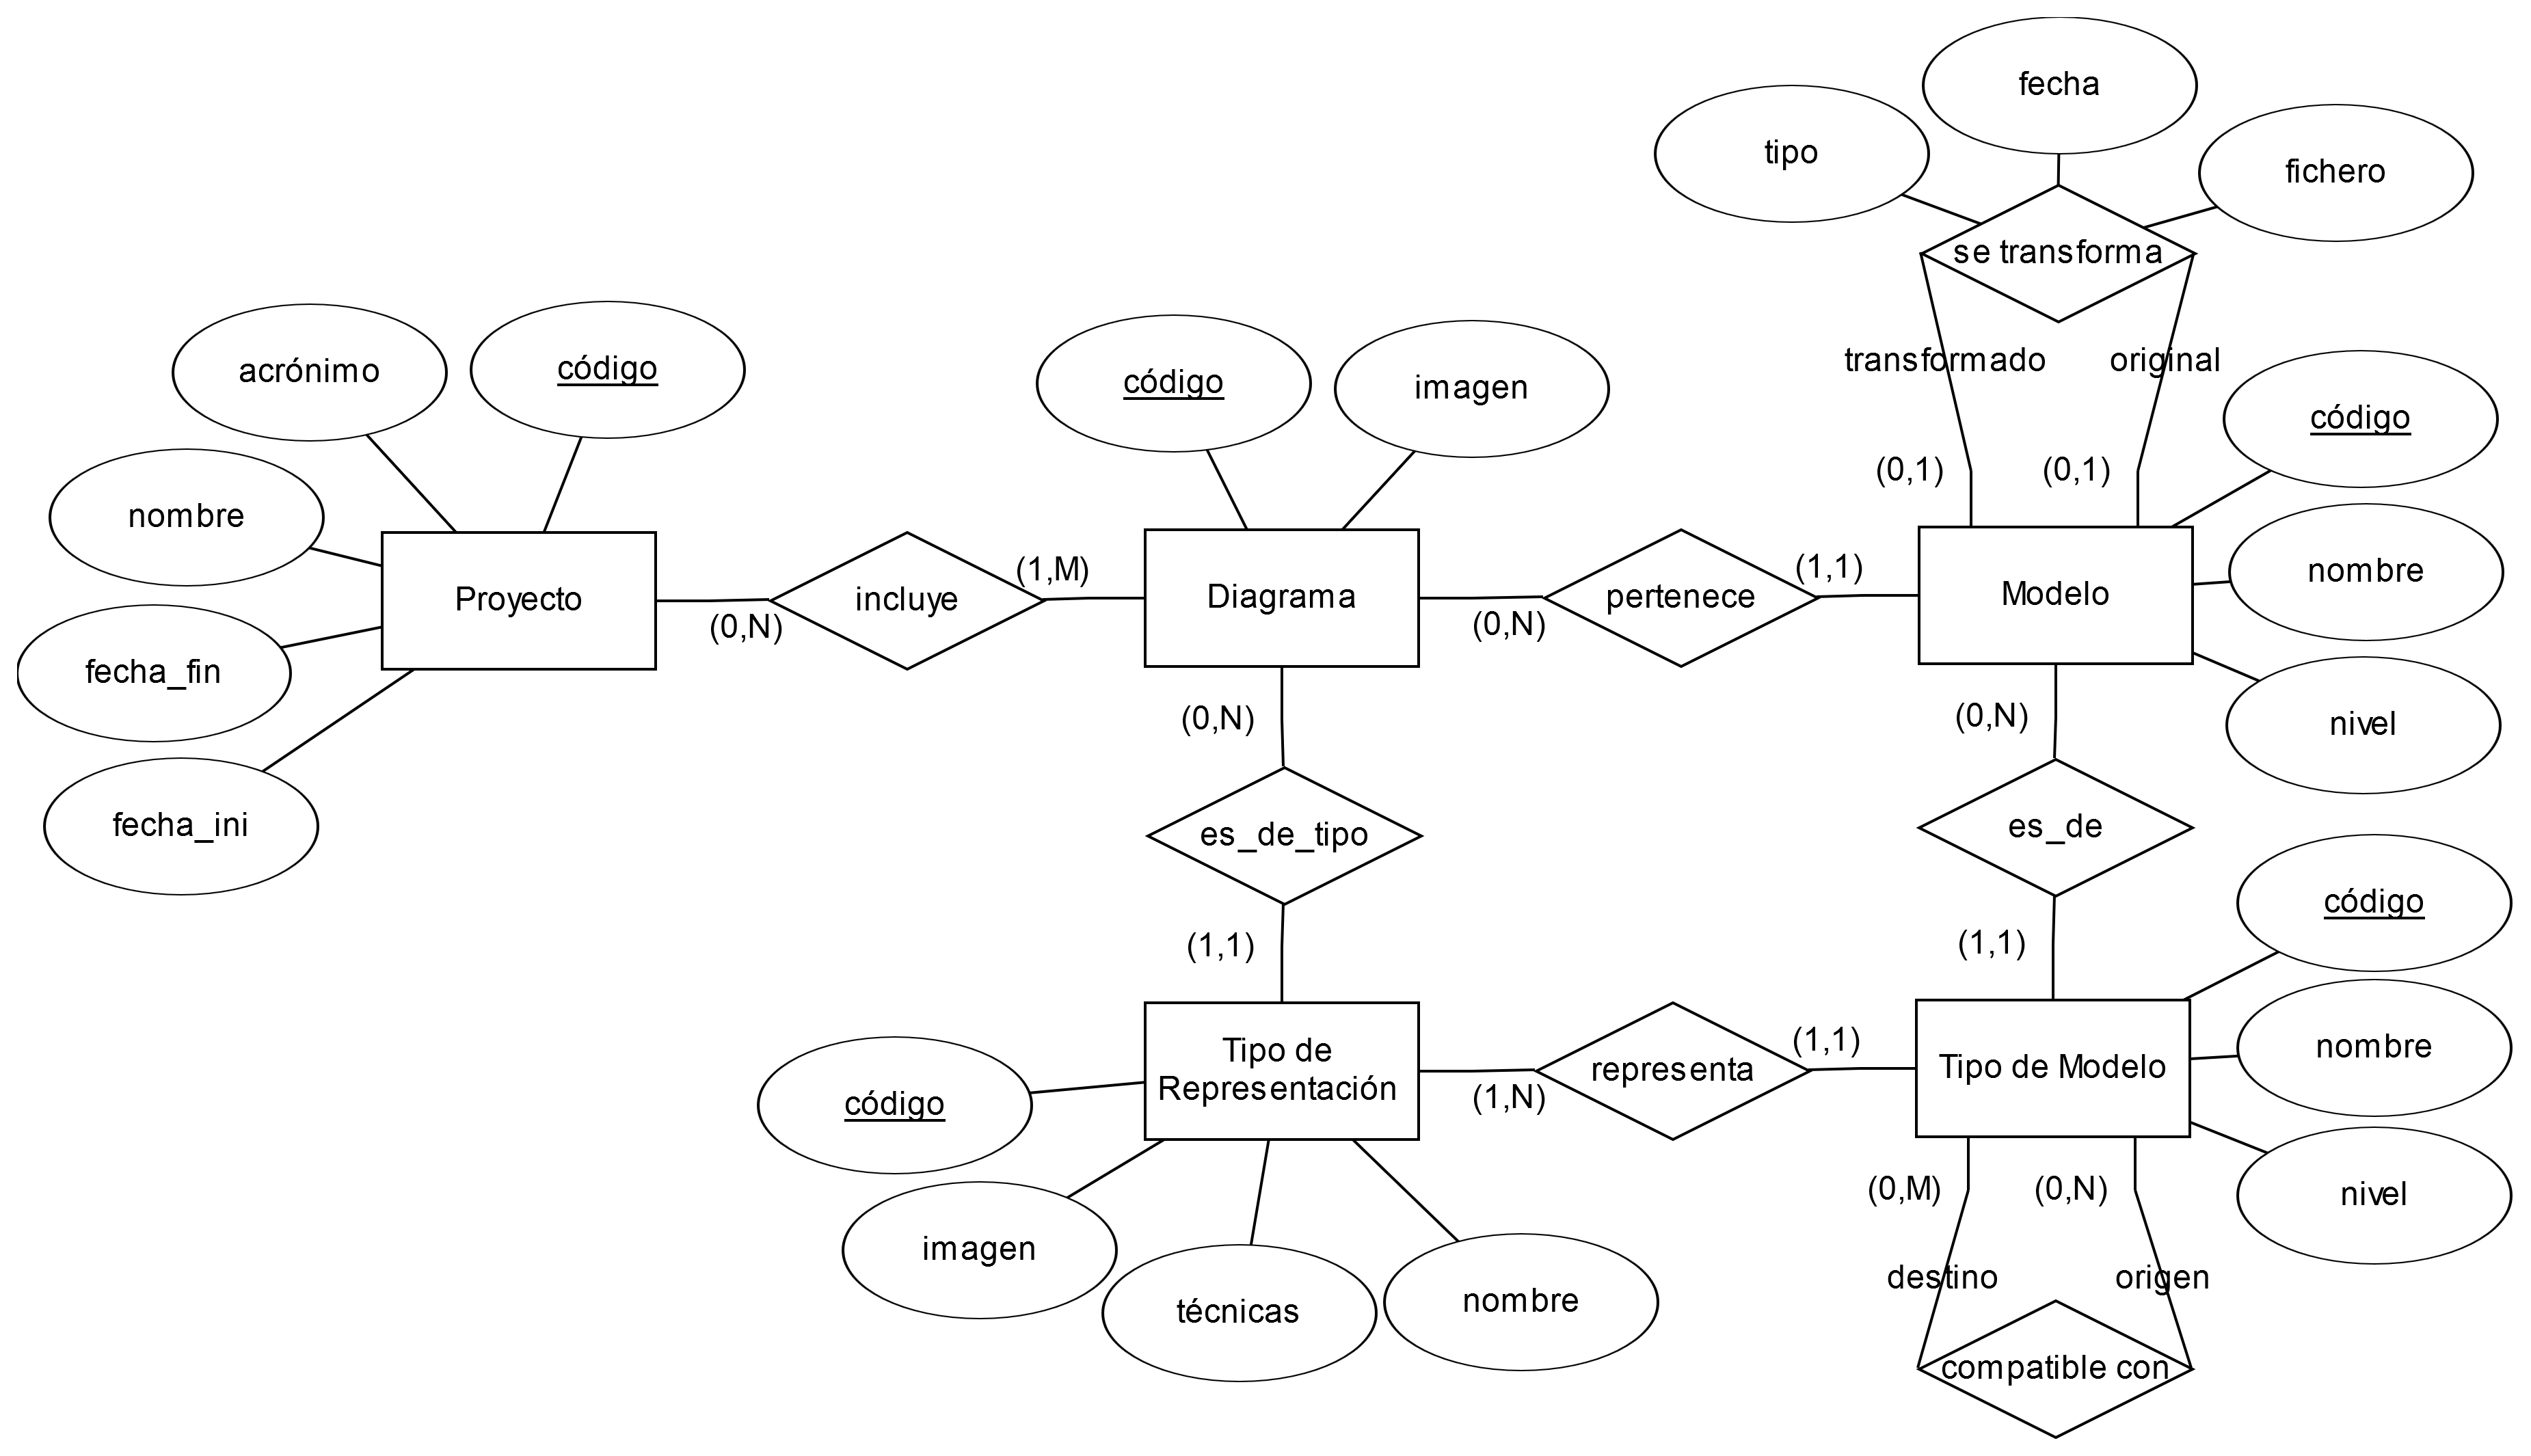 fecha
tipo
fichero
se transforma
transformado
original
acrónimo
código
código
imagen
código
(0,1)
(0,1)
nombre
nombre
(1,M)
(1,1)
Proyecto
incluye
Diagrama
pertenece
Modelo
(0,N)
(0,N)
fecha_fin
(0,N)
(0,N)
nivel
fecha_ini
es_de_tipo
es_de
código
(1,1)
(1,1)
Tipo de
Representación
representa
(1,1)
Tipo de Modelo
nombre
código
(1,N)
(0,M)
(0,N)
nivel
imagen
técnicas
nombre
destino
origen
compatible con